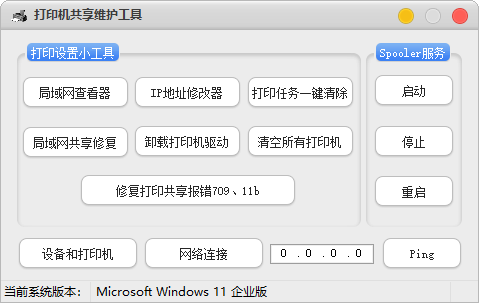 打印机共享维护工具
打印设置小工具
Spooler服务
局域网查看器
IP地址修改器
打印任务一键清除
启动
局域网共享修复
卸载打印机驱动
清空所有打印机
停止
修复打印共享报错709、11b
重启
设备和打印机
网络连接
0 . 0 . 0 . 0
Ping
当前系统版本: Microsoft Windows 11 企业版